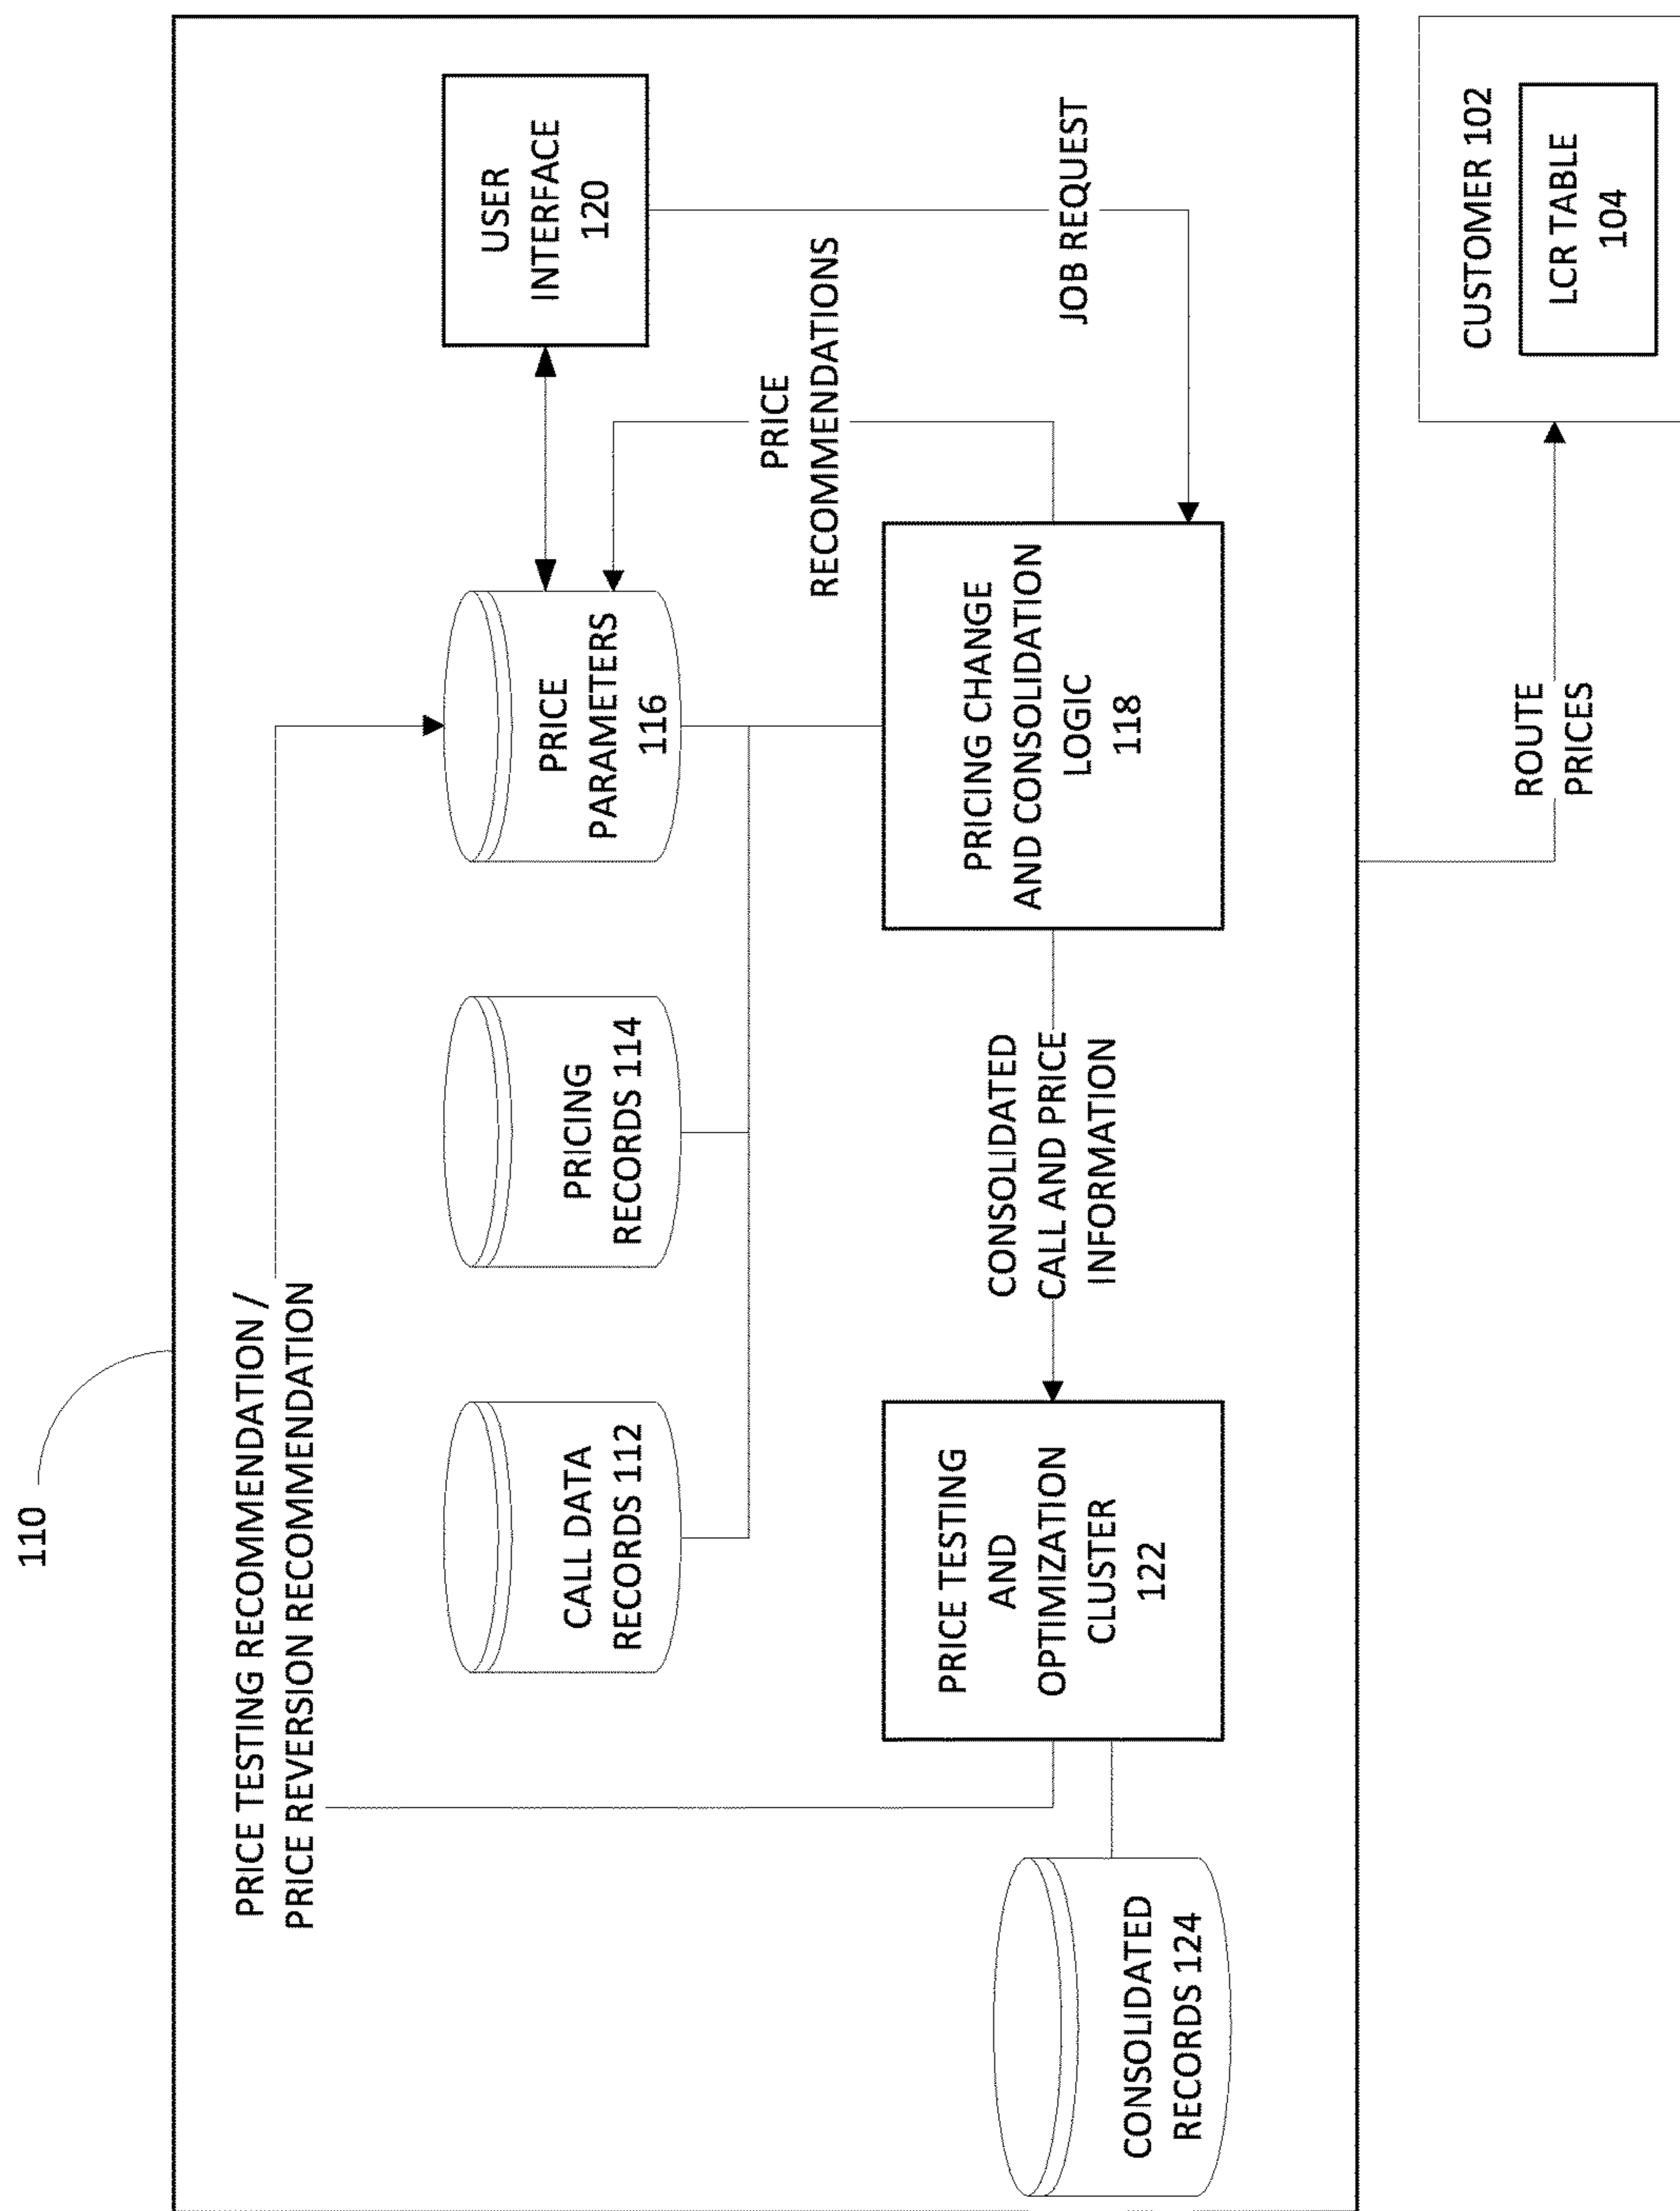 110
PRICE TESTING RECOMMENDATION /
PRICE REVERSION RECOMMENDATION
CALL DATA
RECORDS 112
PRICING
RECORDS 114
PRICE
PARAMETERS
116
USER
INTERFACE
120
PRICE
RECOMMENDATIONS
JOB REQUEST
CONSOLIDATED
RECORDS 124
PRICE TESTING
AND
OPTIMIZATION
CLUSTER
122
CONSOLIDATED
CALL AND PRICE
INFORMATION
PRICING CHANGE
AND CONSOLIDATION
LOGIC
118
ROUTE
PRICES
CUSTOMER 102
LCR TABLE
104